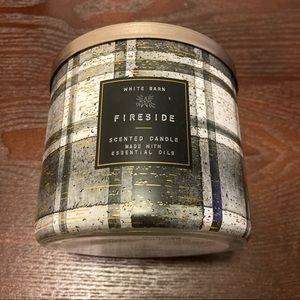 WHITE BARN
FIRESIDE
SCENTED CANDLE
MADE WITH
ESSENTIAL OILS